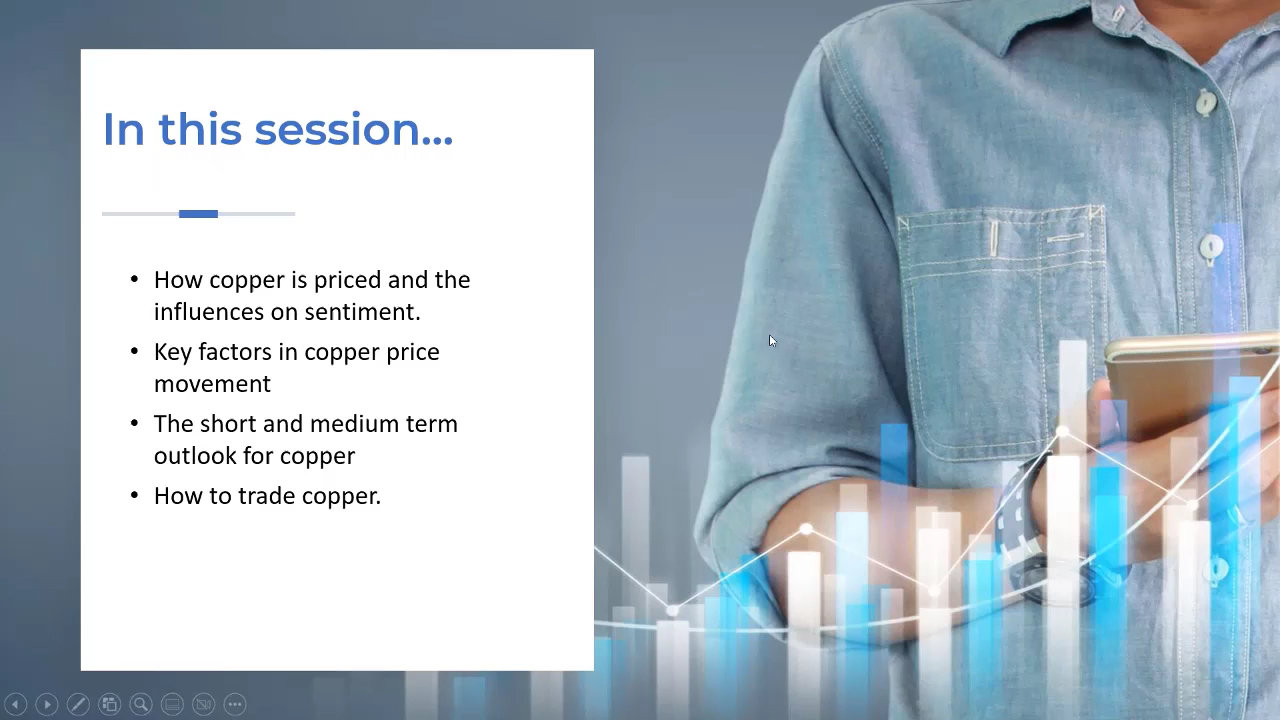 In this session...
• How copper is priced and the
influences on sentiment.
• Key factors in copper price
movement
• The short and medium term
outlook for copper
• How to trade copper.